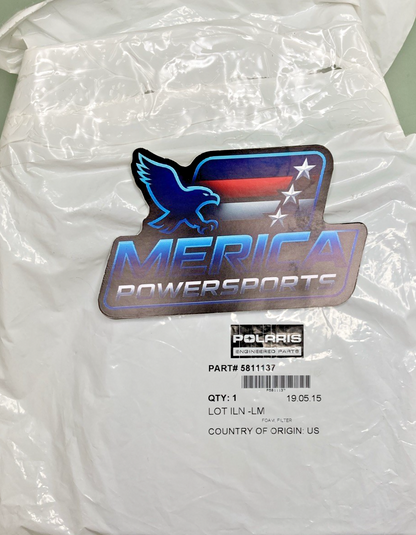 MERICA
POWERSPORTS
POLARIS
ENGINEERED PARTS
PART# 5811137
P5811137
QTY: 1 19.05.15
LOT ILN -LM
FOAM FILTER
COUNTRY OF ORIGIN: US